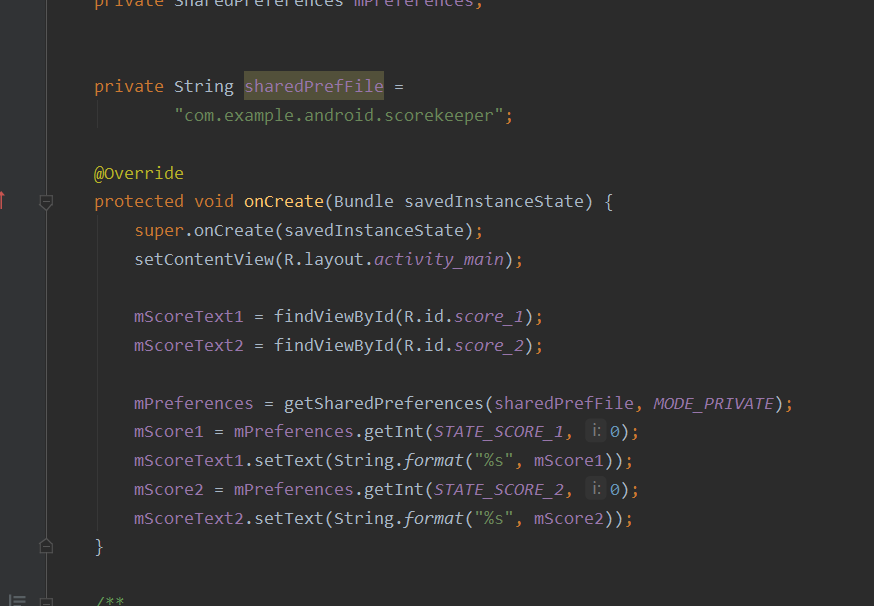 private SharedPreferences mPreferences;
private String sharedPrefFile =
"com.example.android.scorekeeper";
@Override
protected void onCreate(Bundle savedInstanceState) {
super.onCreate(savedInstanceState);
setContentView(R.layout.activity_main);
mScoreText1 = findViewById(R.id.score_1);
mScoreText2 = findViewById(R.id.score_2);
mPreferences = getSharedPreferences(sharedPrefFile, MODE_PRIVATE);
mScore1 = mPreferences.getInt(STATE_SCORE_1, i: 0);
mScoreText1.setText(String.format("%s", mScore1));
mScore2 = mPreferences.getInt(STATE_SCORE_2, i: 0);
mScoreText2.setText(String.format("%s", mScore2));
}
/**